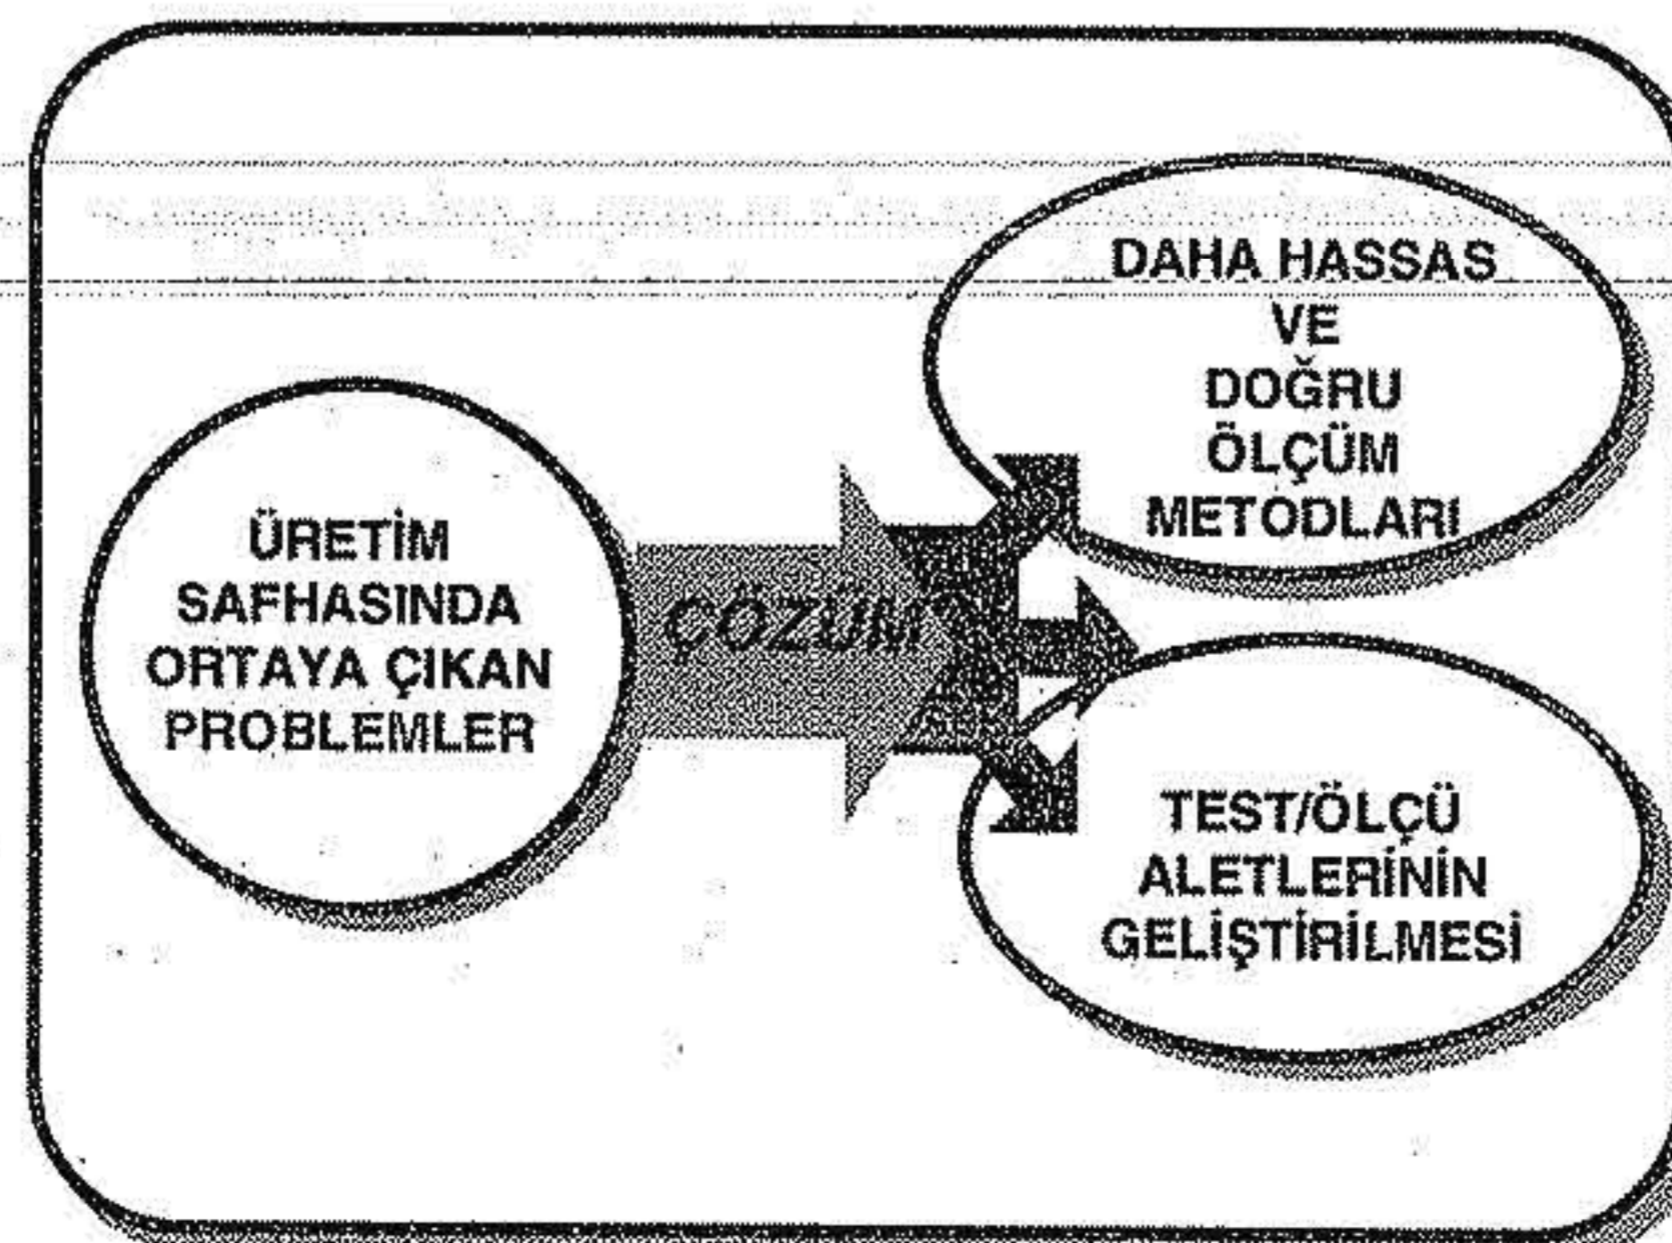 ÜRETİM
SAFHASINDA
ORTAYA ÇIKAN
PROBLEMLER
ÇÖZÜM
DAHA HASSAS
VE
DOĞRU
ÖLÇÜM
METODLARI
TEST/ÖLÇÜ
ALETLERİNİN
GELİŞTİRİLMESİ